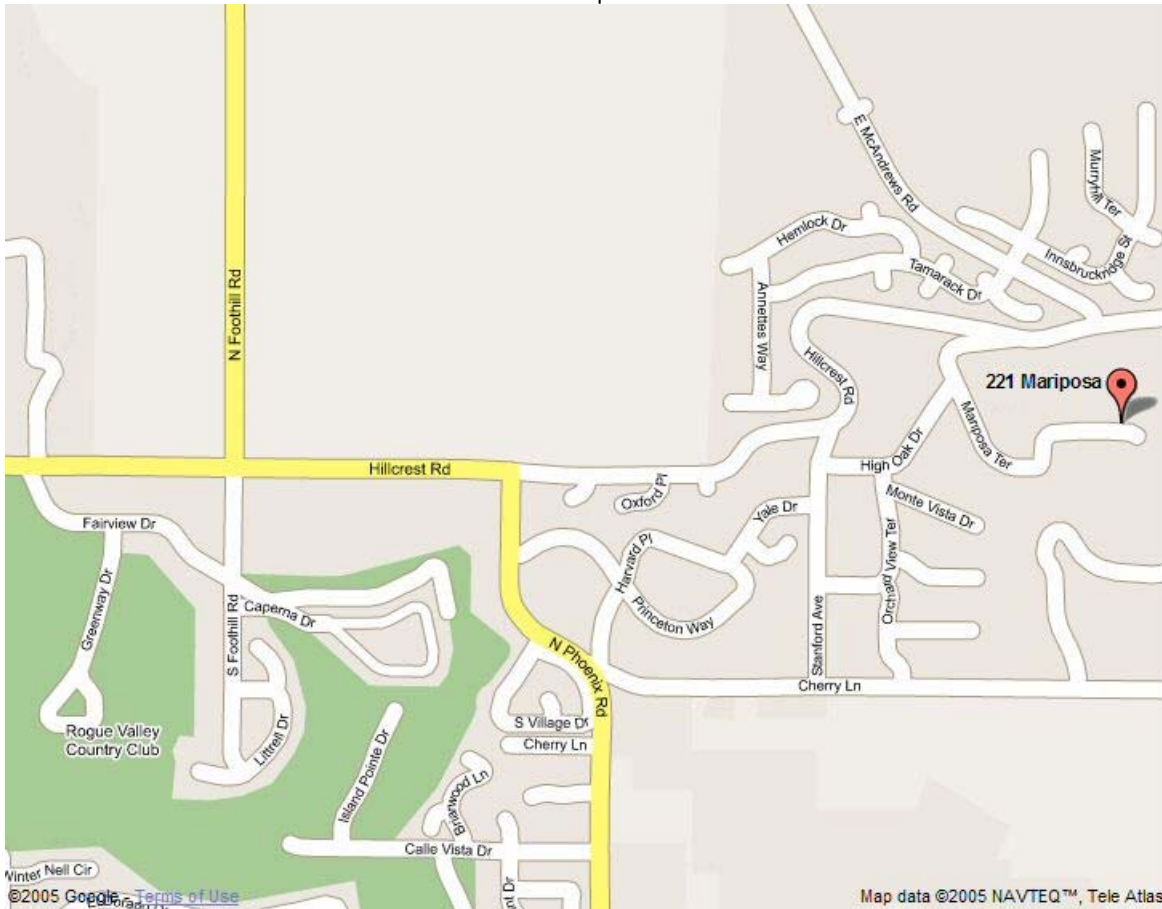 E McAndrews Rd
Murryhill Ter
Hemlock Dr
Innsbruckridge S
Tamarack Dr
N Foothill Rd
Annettes Way
Hillcrest Rd
221 Mariposa
Mariposa Ter
High Oak Dr
Hillcrest Rd
Oxford Pl
Monte Vista Dr
Yale Dr
Fairview Dr
Harvard Pl
Orchard View Ter
Greenway Dr
Caperna Dr
Princeton Way
S Foothill Rd
Stanford Ave
N Phoenix Rd
Cherry Ln
Rogue Valley
Country Club
Littrell Dr
S Village Dr
Cherry Ln
Island Pointe Dr
Briarwood Ln
Calle Vista Dr
Winter Nell Cir
©2005 Google - Terms of Use
Map data ©2005 NAVTEQ™, Tele Atlas